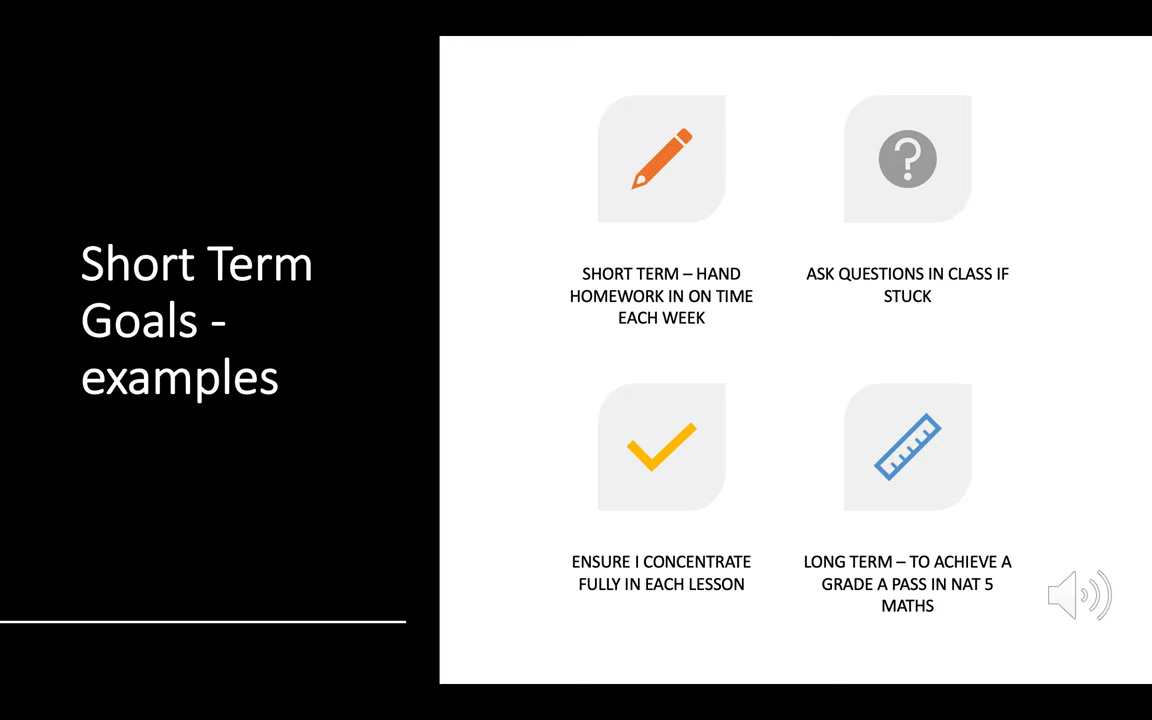 Short Term
Goals -
examples
SHORT TERM – HAND
HOMEWORK IN ON TIME
EACH WEEK
ASK QUESTIONS IN CLASS IF
STUCK
ENSURE I CONCENTRATE
FULLY IN EACH LESSON
LONG TERM – TO ACHIEVE A
GRADE A PASS IN NAT 5
MATHS